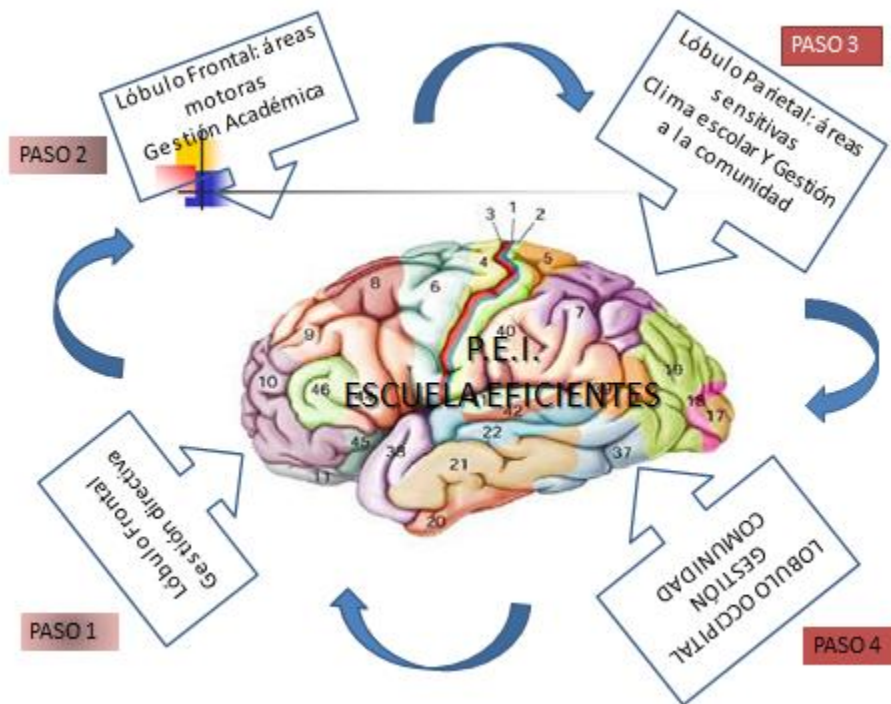 PASO 3
Lóbulo Frontal: áreas
motoras
Gestión Académica
Lóbulo Parietal: áreas
sensitivas
Clima escolar Y Gestión
a la comunidad
PASO 2
3 1 2
4
5
6
8
7
9
40
10
46
19
18
17
P.E.I.
ESCUELA EFICIENTES
42
22
45
38
21
37
11
20
Lóbulo Frontal
Gestión directiva
LOBULO OCCIPITAL
GESTIÓN
COMUNIDAD
PASO 1
PASO 4